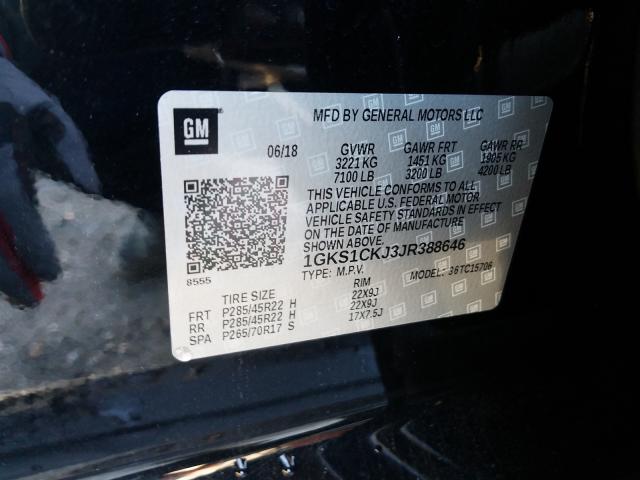 GM
MFD BY GENERAL MOTORS LLC
06/18 GVWR GAWR FRT GAWR RR
3221 KG 1451 KG 1905 KG
7100 LB 3200 LB 4200 LB
THIS VEHICLE CONFORMS TO ALL
APPLICABLE U.S. FEDERAL MOTOR
VEHICLE SAFETY STANDARDS IN EFFECT
ON THE DATE OF MANUFACTURE
SHOWN ABOVE.
1GKS1CKJ3JR388646
8555 TYPE: M.P.V. MODEL: 36TC15706
TIRE SIZE RIM
FRT P285/45R22 H 22X9J
RR P285/45R22 H 22X9J
SPA P265/70R17 S 17X7.5J